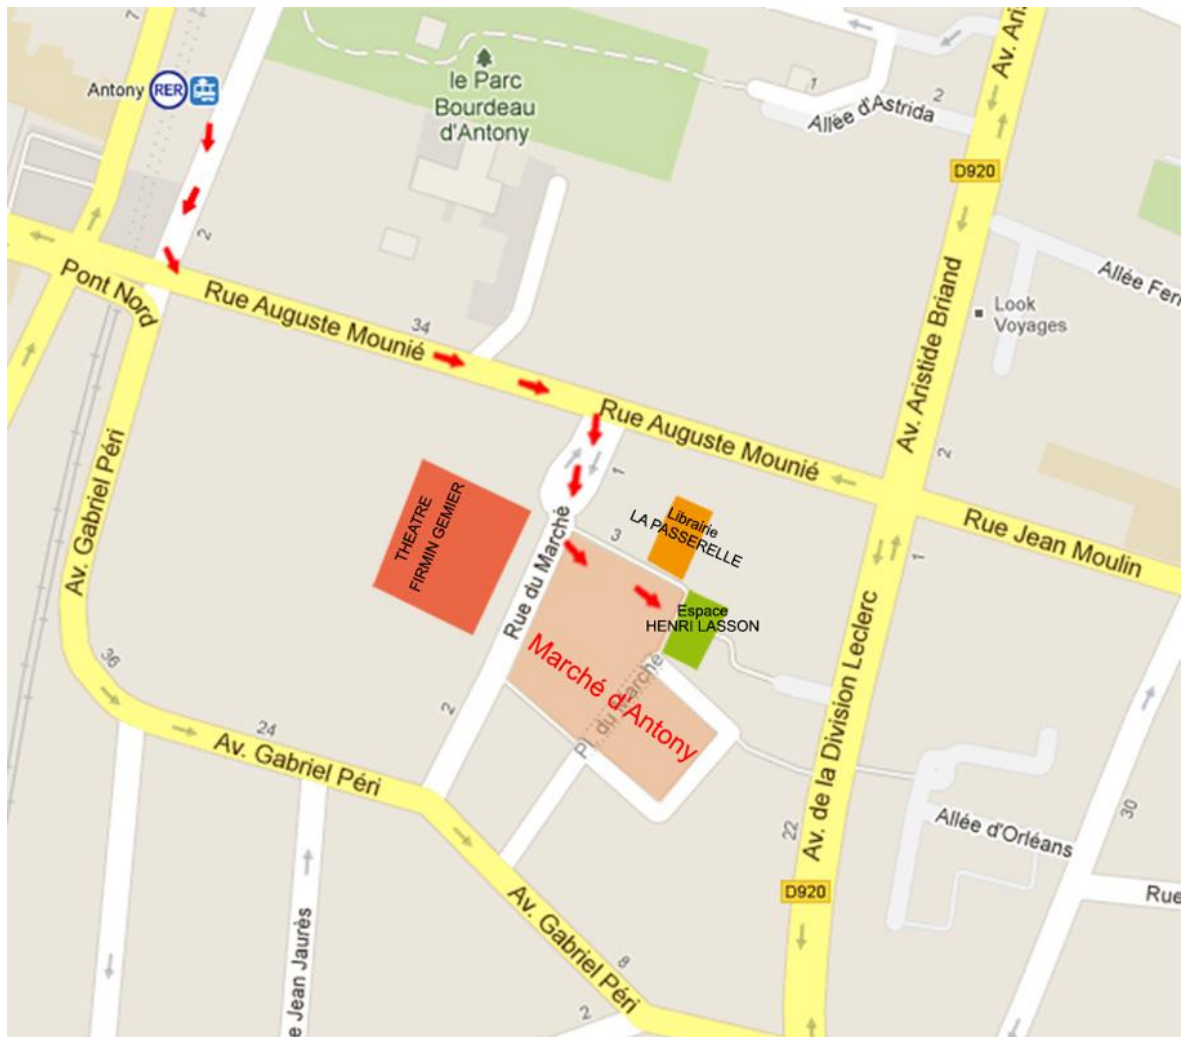 7
Av. Aris
Antony
RER
le Parc
Bourdeau
d'Antony
1
2
Allée d'Astrida
D920
2
Pont Nord
Rue Auguste Mounié
34
Allée Fer
Look
Voyages
Av. Aristide Briand
Rue Auguste Mounié
2
1
Av. Gabriel Péri
THEATRE
FIRMIN GEMIER
Rue du Marché
3
Librairie
LA PASSERELLE
Rue Jean Moulin
1
Espace
HENRI LASSON
Marché d'Antony
Pl. du Marché
Av. de la Division Leclerc
36
24
2
Av. Gabriel Péri
22
30
Allée d'Orléans
D920
Rue
Av. Gabriel Péri
8
e Jean Jaurès
2